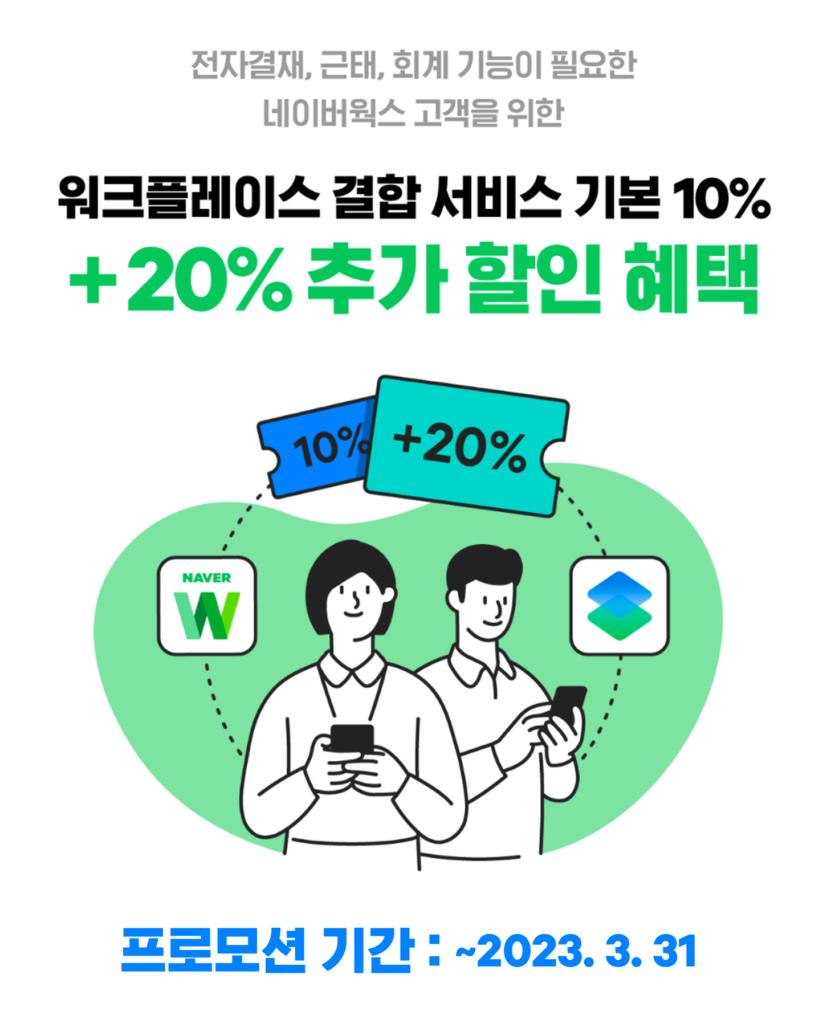 전자결재, 근태, 회계 기능이 필요한
네이버웍스 고객을 위한
워크플레이스 결합 서비스 기본 10%
+20% 추가 할인 혜택
10%
+20%
NAVER
W
프로모션 기간 : ~2023. 3. 31